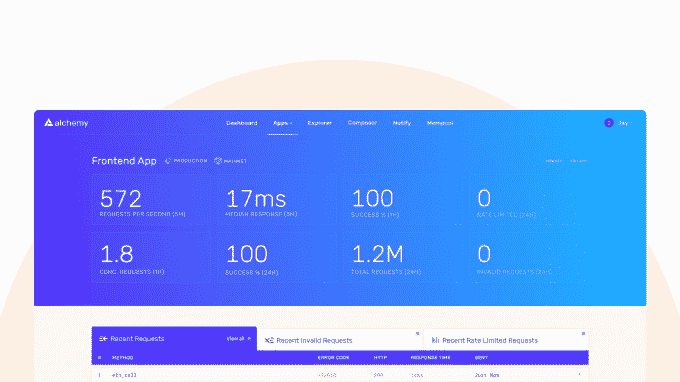 alchemy Dashboard Apps Explorer Composer Notify Mempool Jay
Frontend App PRODUCTION MAINNET
572 17ms 100 0
REQUESTS PER SECOND (5M) MEDIAN RESPONSE (5M) SUCCESS % (1H) RATE LIMITED (24H)
1.8 100 1.2M 0
CONC. REQUESTS (1H) SUCCESS % (24H) TOTAL REQUESTS (24H) INVALID REQUESTS (24H)
Recent Requests View all Recent Invalid Requests Recent Rate Limited Requests
# METHOD ERROR CODE HTTP RESPONSE TIME SENT
1 eth_call 200 Just Now